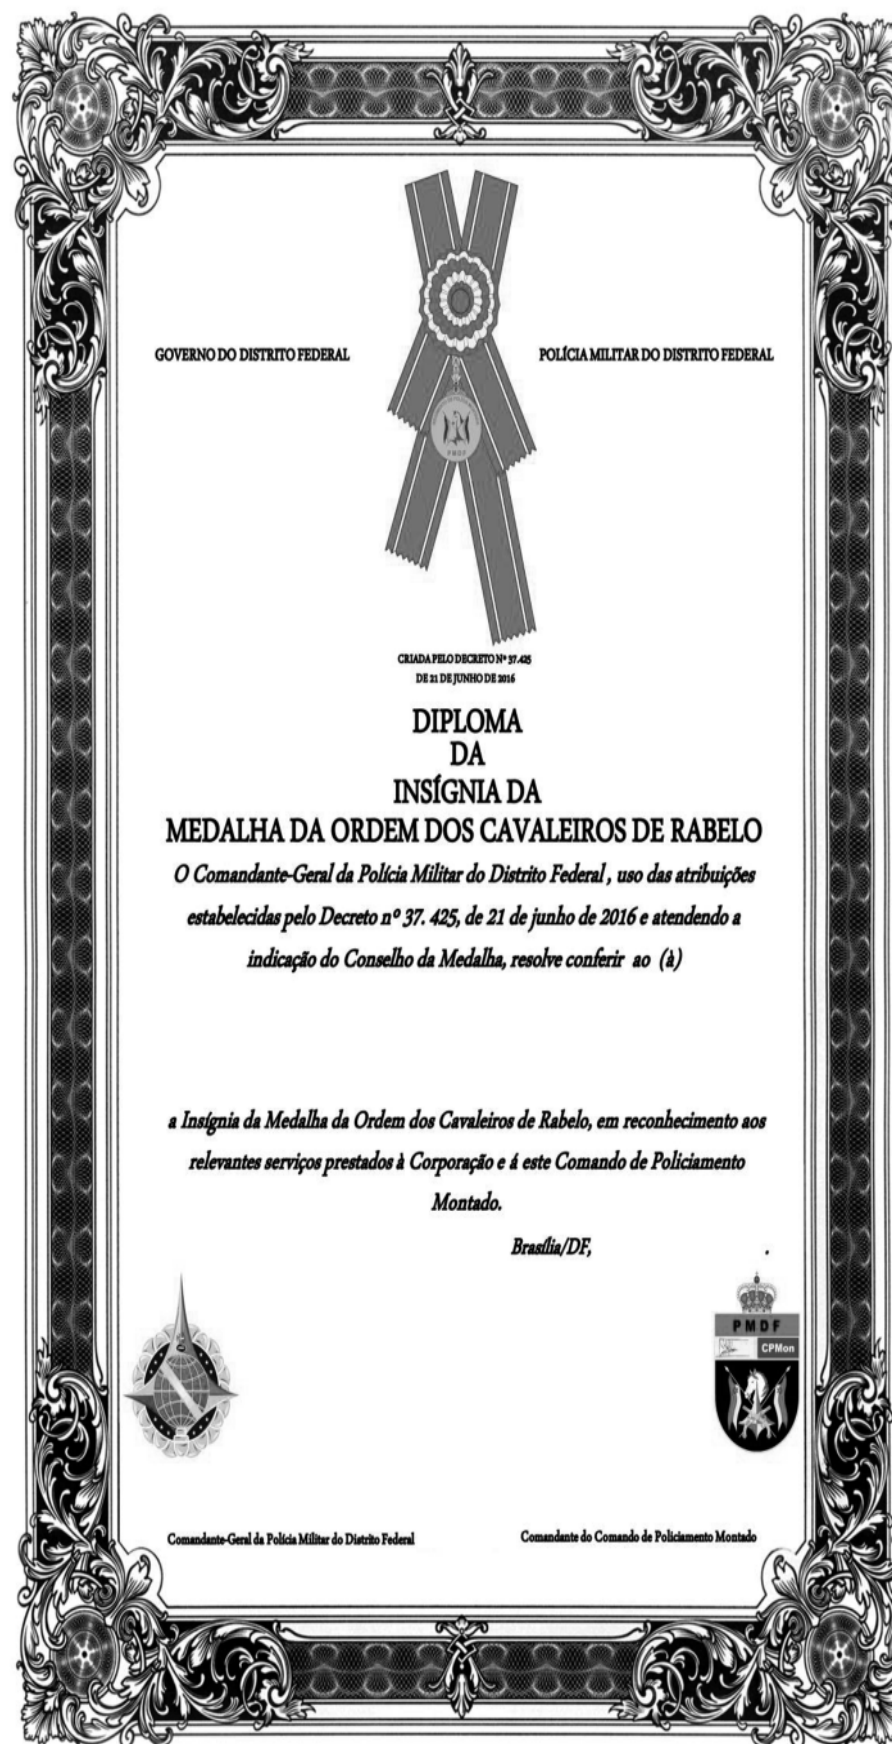 GOVERNO DO DISTRITO FEDERAL
POLÍCIA MILITAR DO DISTRITO FEDERAL
PMDF
CRIADA PELO DECRETO Nº 37.425
DE 21 DE JUNHO DE 2016
DIPLOMA
DA
INSÍGNIA DA
MEDALHA DA ORDEM DOS CAVALEIROS DE RABELO
O Comandante-Geral da Polícia Militar do Distrito Federal , uso das atribuições
estabelecidas pelo Decreto nº 37. 425, de 21 de junho de 2016 e atendendo a
indicação do Conselho da Medalha, resolve conferir ao (à)
a Insígnia da Medalha da Ordem dos Cavaleiros de Rabelo, em reconhecimento aos
relevantes serviços prestados à Corporação e á este Comando de Policiamento
Montado.
Brasília/DF, .
PMDF
CPMon
Comandante-Geral da Polícia Militar do Distrito Federal
Comandante do Comando de Policiamento Montado